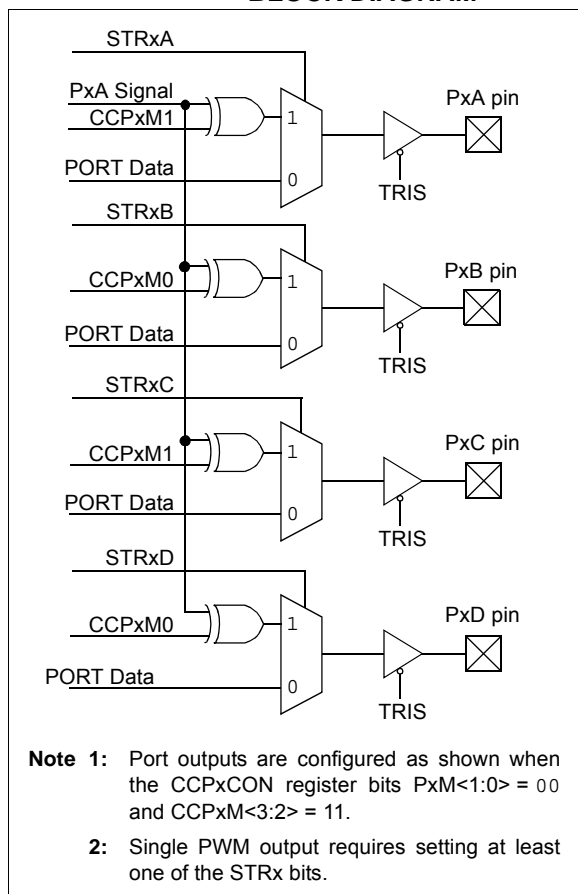 STRxA
PxA Signal
CCPxM1
1
PxA pin
PORT Data
0
TRIS
STRxB
CCPxM0
1
PxB pin
PORT Data
0
TRIS
STRxC
CCPxM1
1
PxC pin
PORT Data
0
TRIS
STRxD
CCPxM0
1
PxD pin
PORT Data
0
TRIS
Note 1: Port outputs are configured as shown when
the CCPxCON register bits PxM<1:0> = 00
and CCPxM<3:2> = 11.
2: Single PWM output requires setting at least
one of the STRx bits.